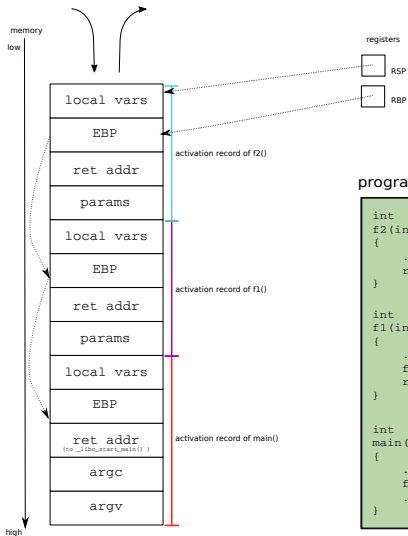 memory
low
registers
RSP
RBP
local vars
EBP
ret addr
params
activation record of f2()
local vars
EBP
ret addr
params
activation record of f1()
local vars
EBP
ret addr
(to _libc_start_main() )
argc
argv
activation record of main()
high
progra
int
f2(in
{
.
r
}
int
f1(in
{
.
f
r
}
int
main(
{
.
f
.
}